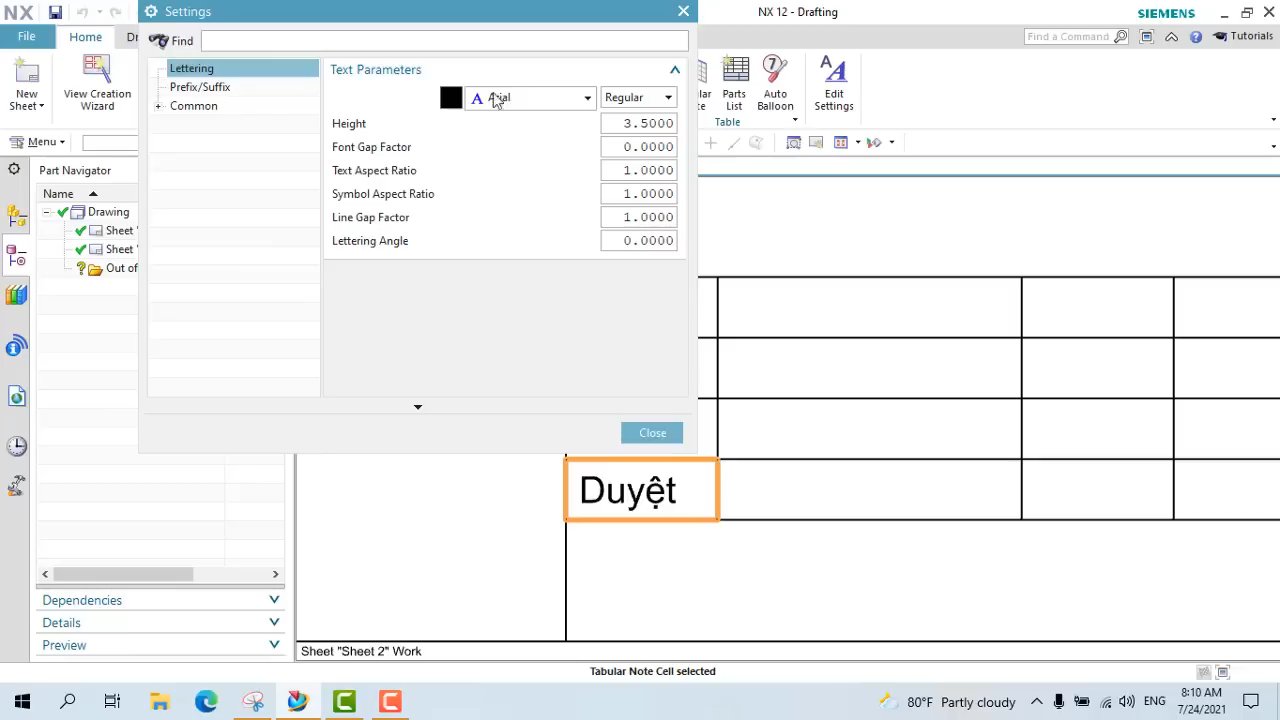 NX
Settings
NX 12 - Drafting
SIEMENS
File
Home
Find
Find a Command
Tutorials
New
Sheet
View Creation
Wizard
Lettering
Prefix/Suffix
Common
Text Parameters
Arial
Regular
Height
3.5000
Font Gap Factor
0.0000
Text Aspect Ratio
1.0000
Symbol Aspect Ratio
1.0000
Line Gap Factor
1.0000
Lettering Angle
0.0000
Close
Parts
List
Auto
Balloon
Edit
Settings
Table
Menu
Part Navigator
Name
Drawing
Sheet
Sheet
Out of
Duyệt
Dependencies
Details
Preview
Sheet "Sheet 2" Work
Tabular Note Cell selected
80°F Partly cloudy
ENG
8:10 AM
7/24/2021